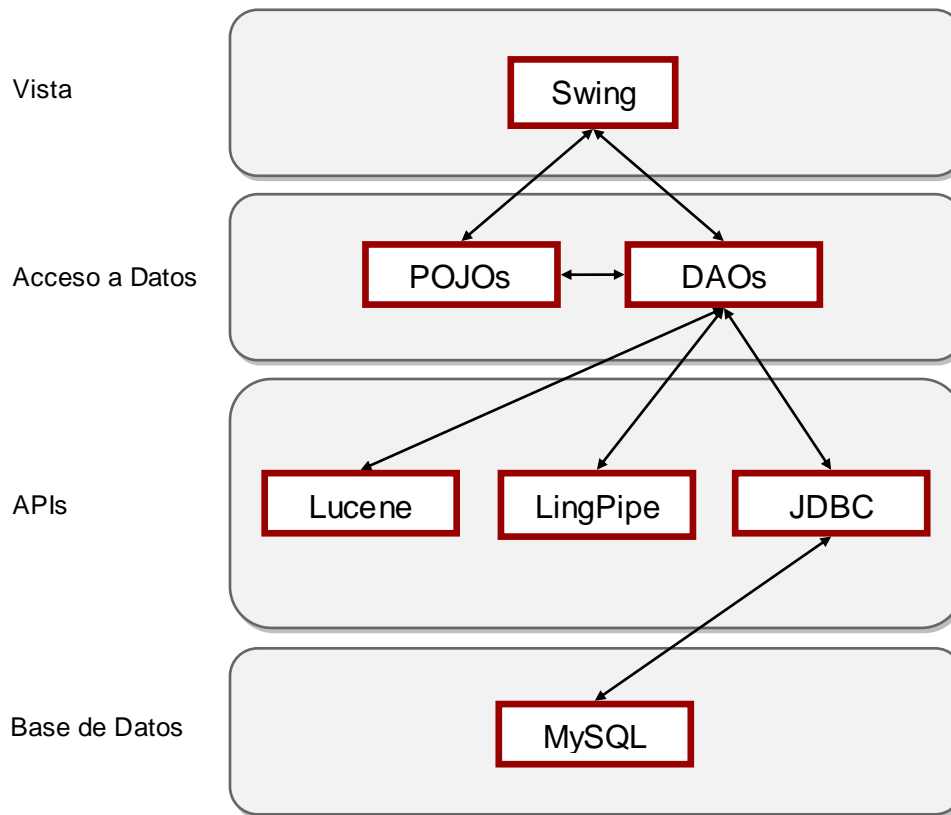 Vista
Swing
Acceso a Datos
POJOs
DAOs
APIs
Lucene
LingPipe
JDBC
Base de Datos
MySQL